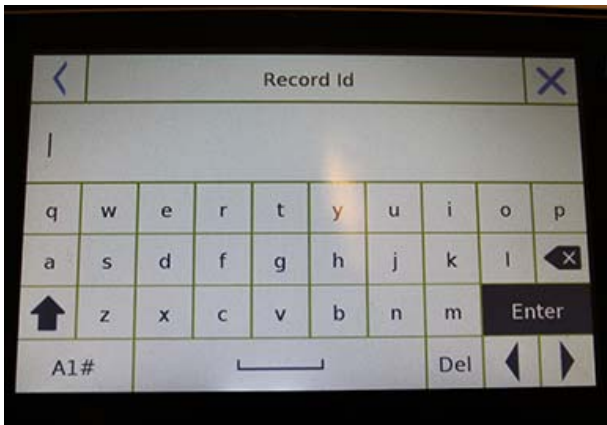 Record Id
q w e r t y u i o p
a s d f g h j k l
z x c v b n m Enter
A1# Del